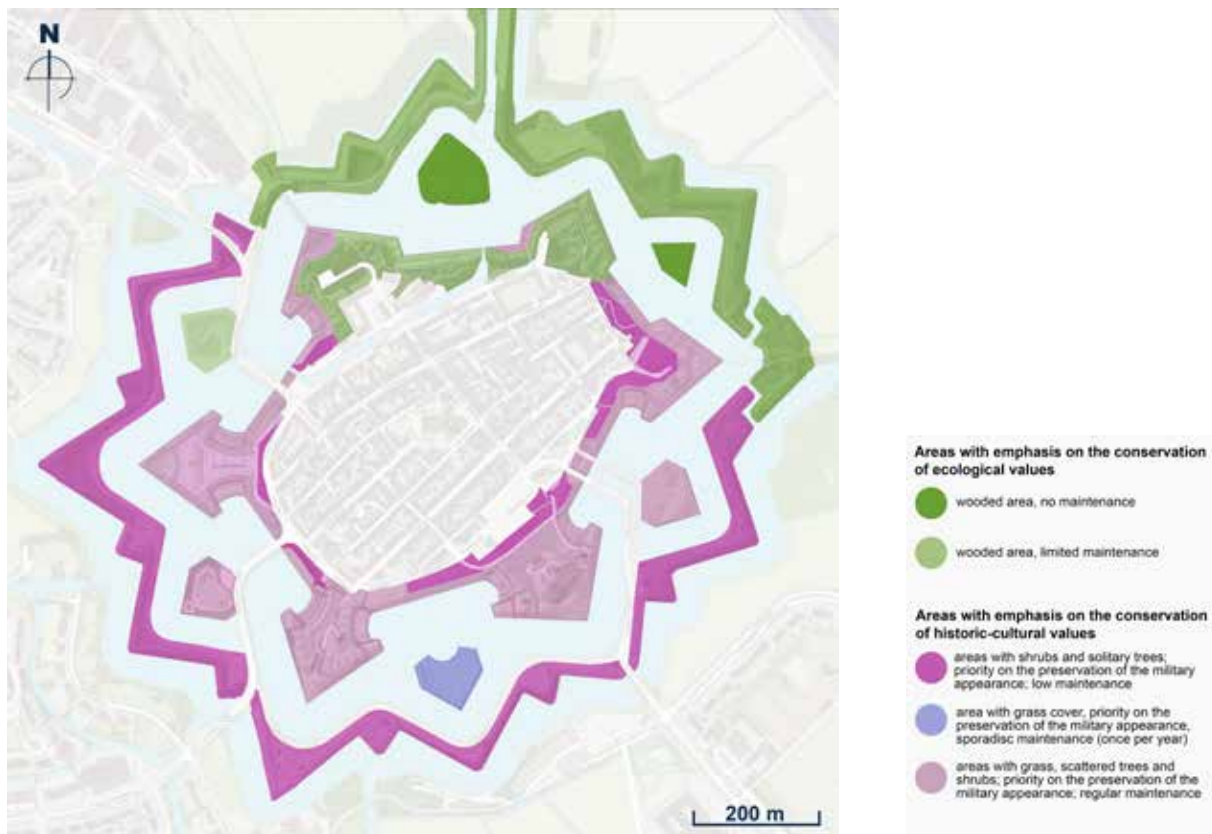 N
200 m
Areas with emphasis on the conservation
of ecological values
wooded area, no maintenance
wooded area, limited maintenance
Areas with emphasis on the conservation
of historic-cultural values
areas with shrubs and solitary trees;
priority on the preservation of the military
appearance; low maintenance
area with grass cover, priority on the
preservation of the military appearance,
sporadisc maintenance (once per year)
areas with grass, scattered trees and
shrubs; priority on the preservation of the
military appearance; regular maintenance